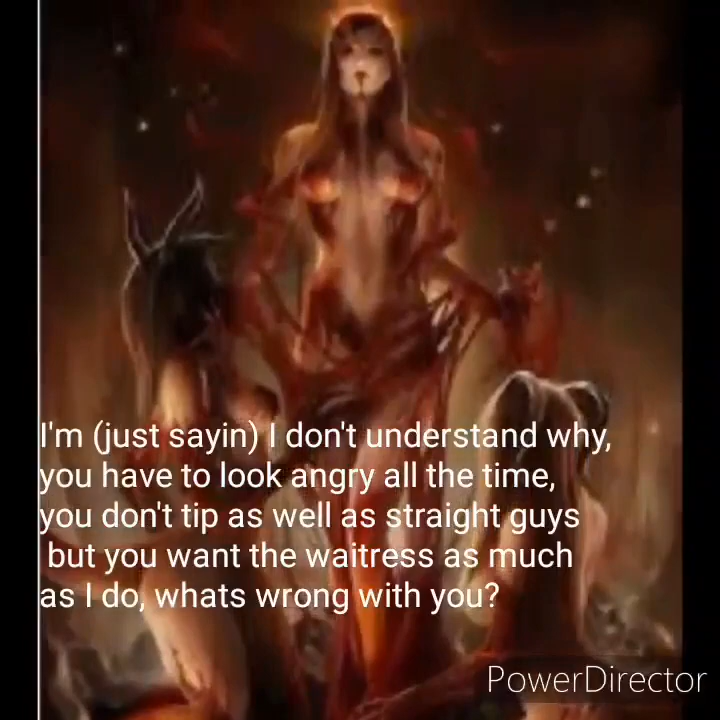 I'm (just sayin) I don't understand why,
you have to look angry all the time,
you don't tip as well as straight guys
but you want the waitress as much
as I do, whats wrong with you?
PowerDirector